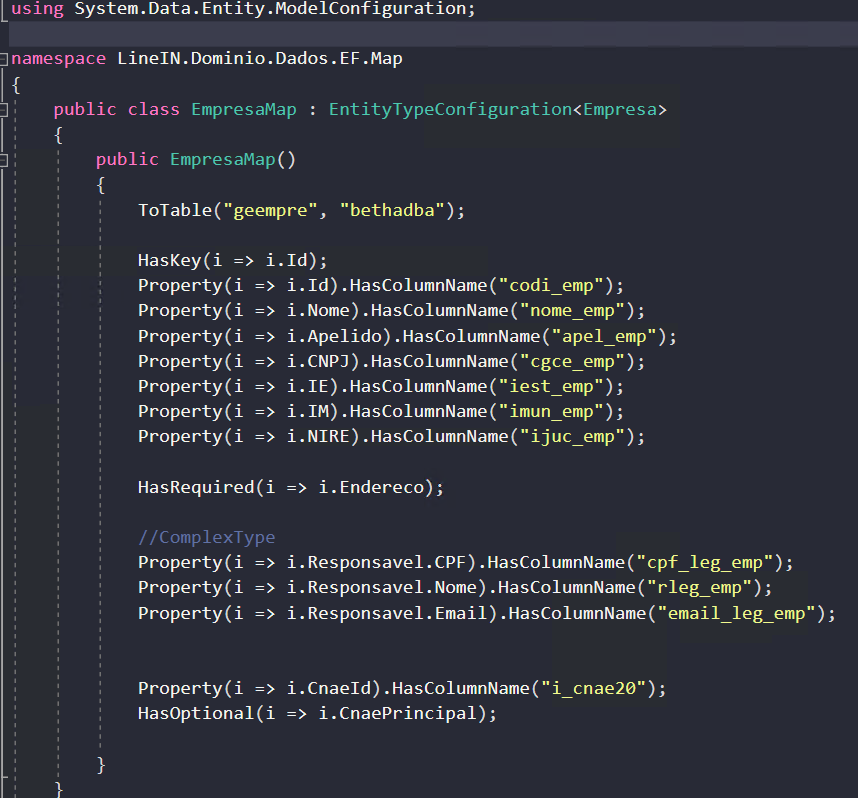 using System.Data.Entity.ModelConfiguration;
namespace LineIN.Dominio.Dados.EF.Map
{
public class EmpresaMap : EntityTypeConfiguration<Empresa>
{
public EmpresaMap()
{
ToTable("geempre", "bethadba");
HasKey(i => i.Id);
Property(i => i.Id).HasColumnName("codi_emp");
Property(i => i.Nome).HasColumnName("nome_emp");
Property(i => i.Apelido).HasColumnName("apel_emp");
Property(i => i.CNPJ).HasColumnName("cgce_emp");
Property(i => i.IE).HasColumnName("iest_emp");
Property(i => i.IM).HasColumnName("imun_emp");
Property(i => i.NIRE).HasColumnName("ijuc_emp");
HasRequired(i => i.Endereco);
//ComplexType
Property(i => i.Responsavel.CPF).HasColumnName("cpf_leg_emp");
Property(i => i.Responsavel.Nome).HasColumnName("rleg_emp");
Property(i => i.Responsavel.Email).HasColumnName("email_leg_emp");
Property(i => i.CnaeId).HasColumnName("i_cnae20");
HasOptional(i => i.CnaePrincipal);
}
}